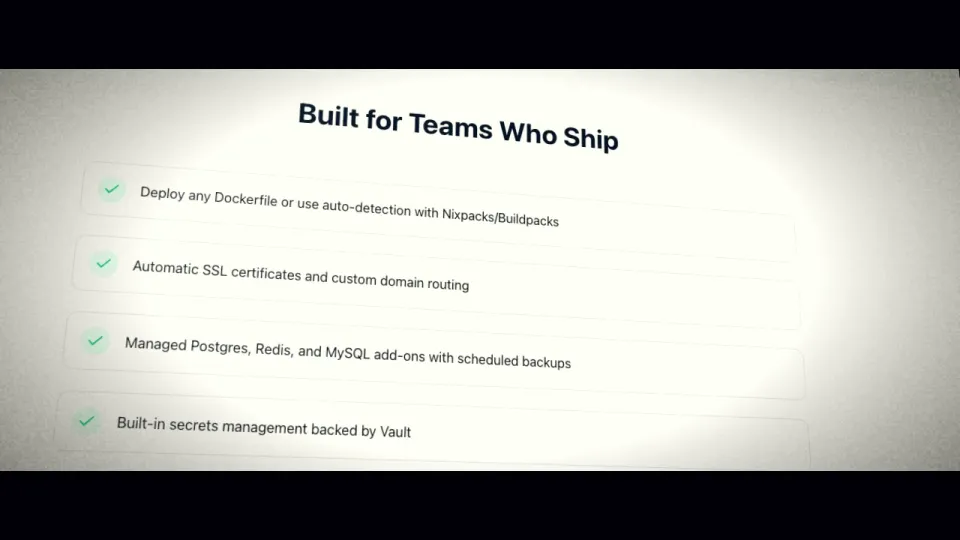 Built for Teams Who Ship
Deploy any Dockerfile or use auto-detection with Nixpacks/Buildpacks
Automatic SSL certificates and custom domain routing
Managed Postgres, Redis, and MySQL add-ons with scheduled backups
Built-in secrets management backed by Vault